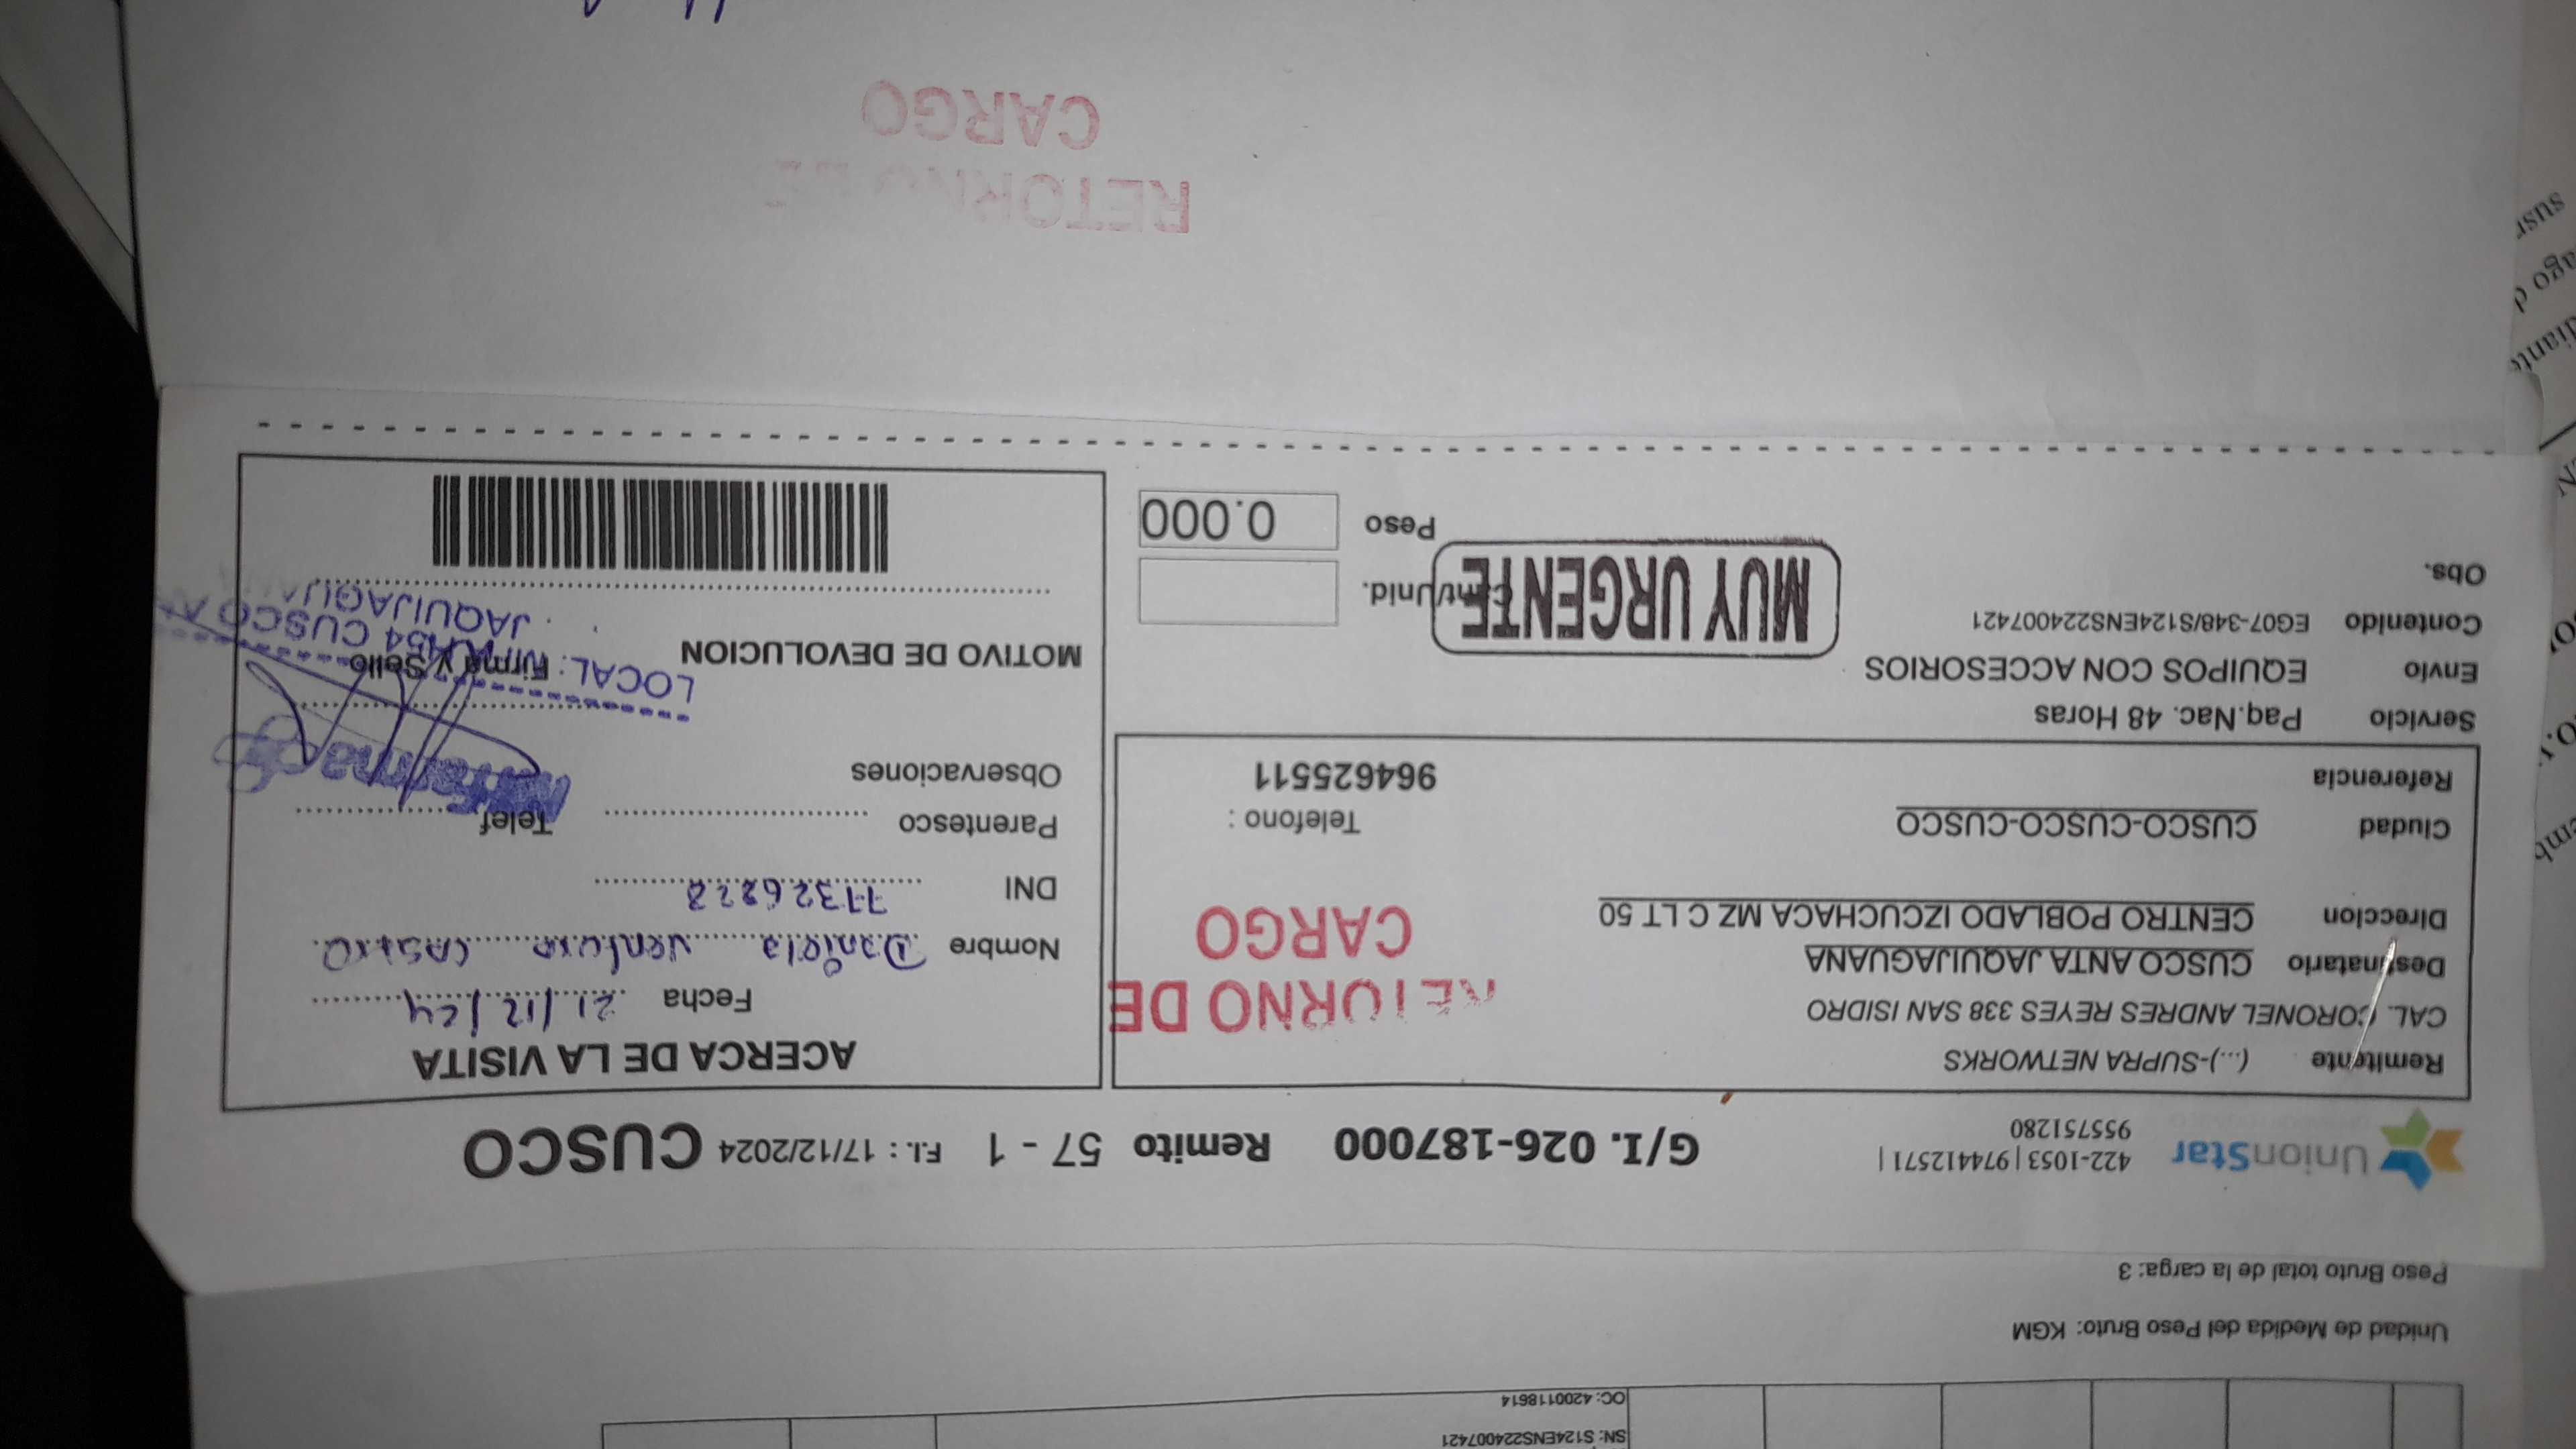 SN: S124ENS224007421
OC: 4200118614
Unidad de Medida del Peso Bruto: KGM
Peso Bruto total de la carga: 3
UnionStar
422-1053 | 974412571 |
955751280
G/I. 026-187000 Remito 57 - 1 F.I. : 17/12/2024 CUSCO
Remitente (...)-SUPRA NETWORKS
CAL. CORONEL ANDRES REYES 338 SAN ISIDRO
Destinatario CUSCO ANTA JAQUIJAGUANA
Direccion CENTRO POBLADO IZCUCHACA MZ C LT 50
Ciudad CUSCO-CUSCO-CUSCO
Telefono :
964625511
Referencia
RETORNO DE
CARGO
Servicio Paq.Nac. 48 Horas
Envio EQUIPOS CON ACCESORIOS
Contenido EG07-348/S124ENS224007421
Obs.
MUY URGENTE
Cant/Unid.
Peso 0.000
ACERCA DE LA VISITA
Fecha 21/12/24
Nombre Daniela Ventura Castro
DNI
Parentesco Telef.
Observaciones
Firma y Sello
LOCAL: CUSCO
MOTIVO DE DEVOLUCION
RETORNO DE
CARGO